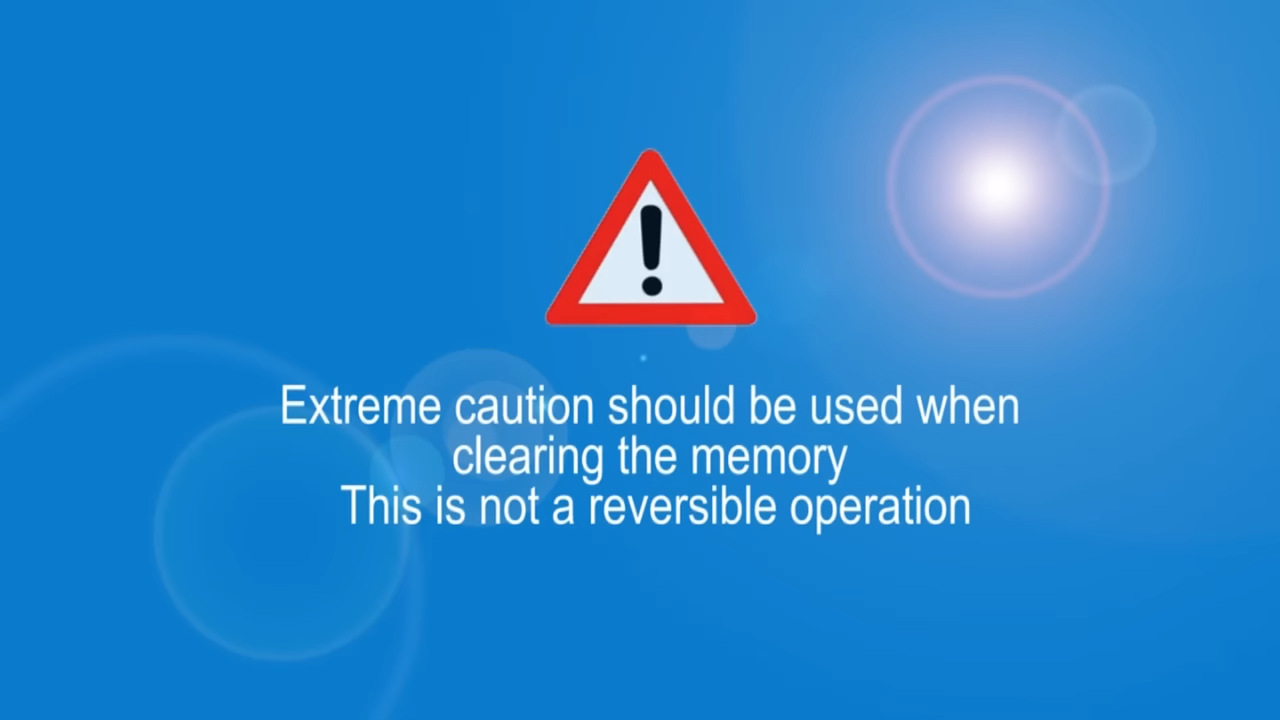 Extreme caution should be used when
clearing the memory
This is not a reversible operation